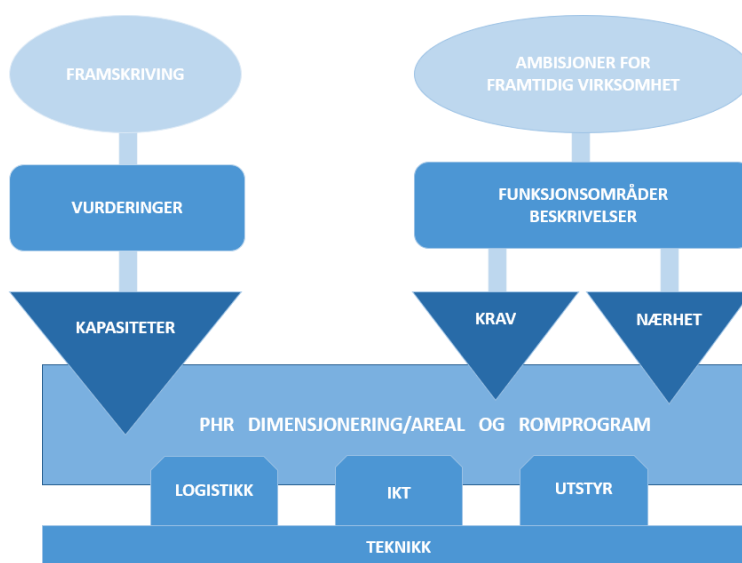 FRAMSKRIVING
AMBISJONER FOR
FRAMTIDIG VIRKSOMHET
VURDERINGER
FUNKSJONSOMRÅDER
BESKRIVELSER
KAPASITETER
KRAV
NÆRHET
PHR DIMENSJONERING/AREAL OG ROMPROGRAM
LOGISTIKK
IKT
UTSTYR
TEKNIKK